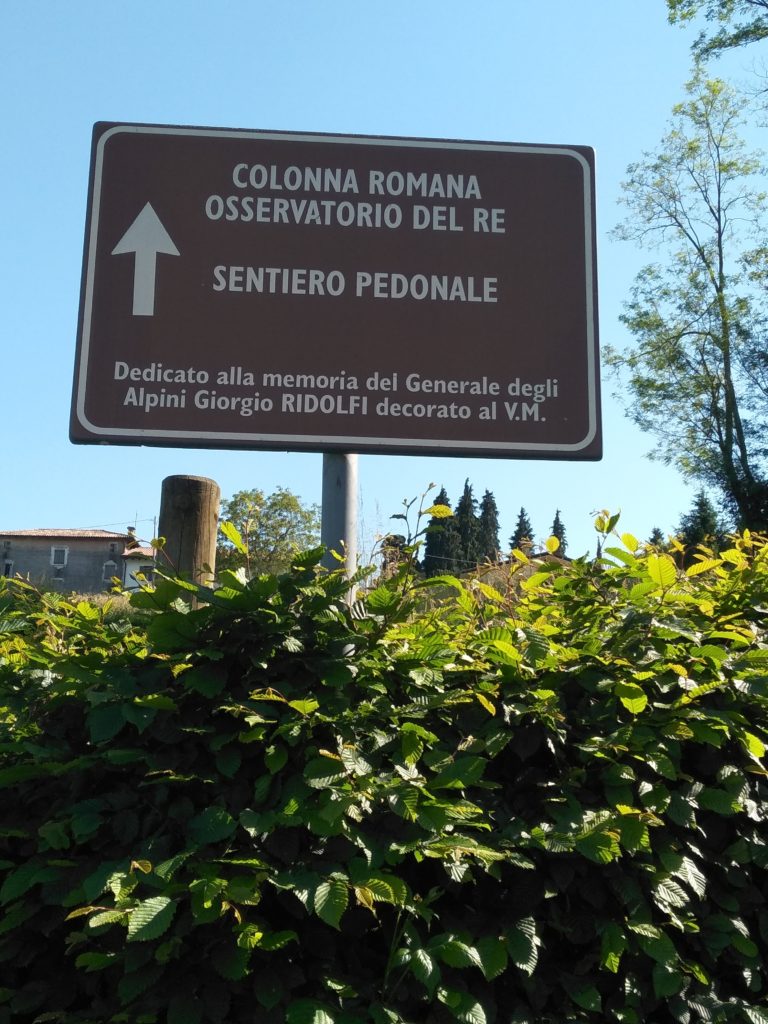 COLONNA ROMANA
OSSERVATORIO DEL RE
SENTIERO PEDONALE
Dedicato alla memoria del Generale degli
Alpini Giorgio RIDOLFI decorato al V.M.